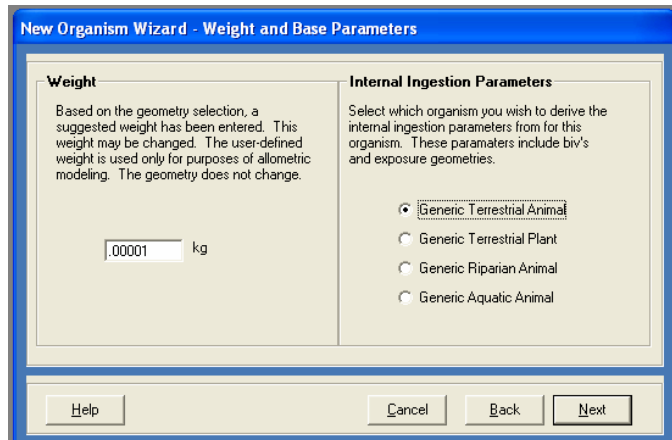 New Organism Wizard - Weight and Base Parameters
Weight
Based on the geometry selection, a
suggested weight has been entered. This
weight may be changed. The user-defined
weight is used only for purposes of allometric
modeling. The geometry does not change.
.00001 kg
Internal Ingestion Parameters
Select which organism you wish to derive the
internal ingestion parameters from for this
organism. These paramaters include biv's
and exposure geometries.
Generic Terrestrial Animal
Generic Terrestrial Plant
Generic Riparian Animal
Generic Aquatic Animal
Help Cancel Back Next